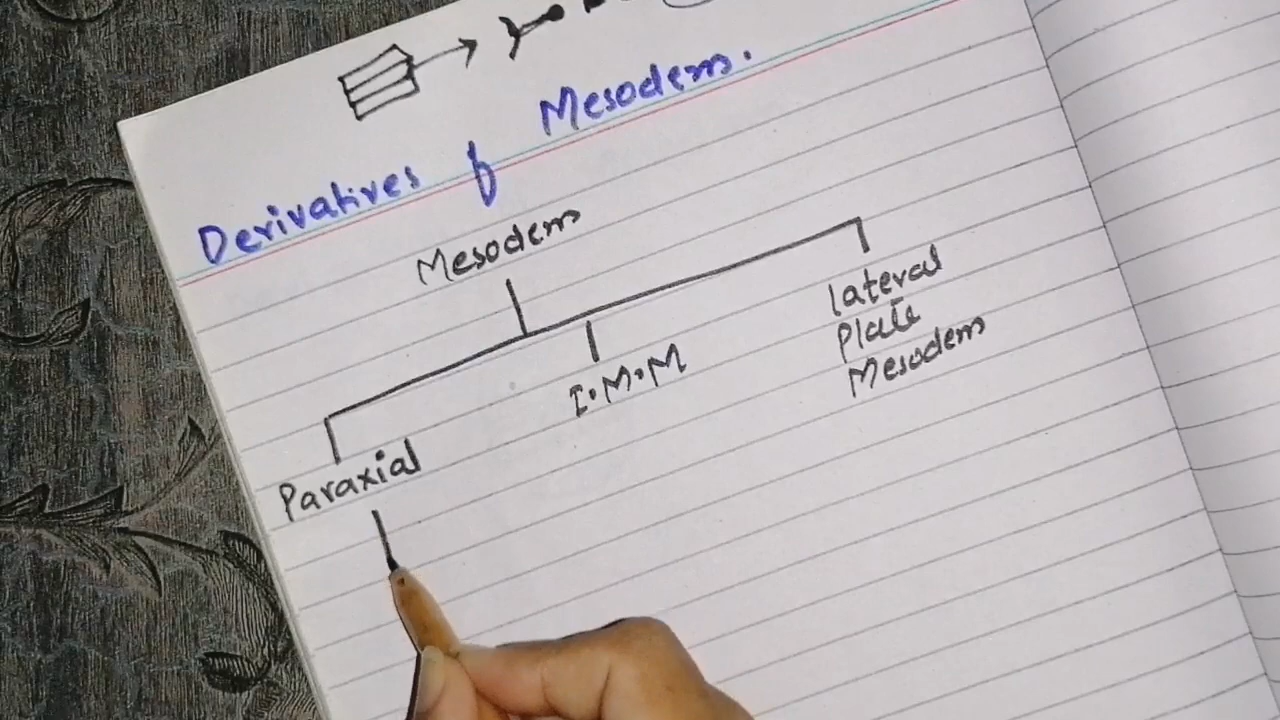 Derivatives of Mesoderm.
Mesoderm
Paraxial
I.M.M
lateral
Plate
Mesoderm